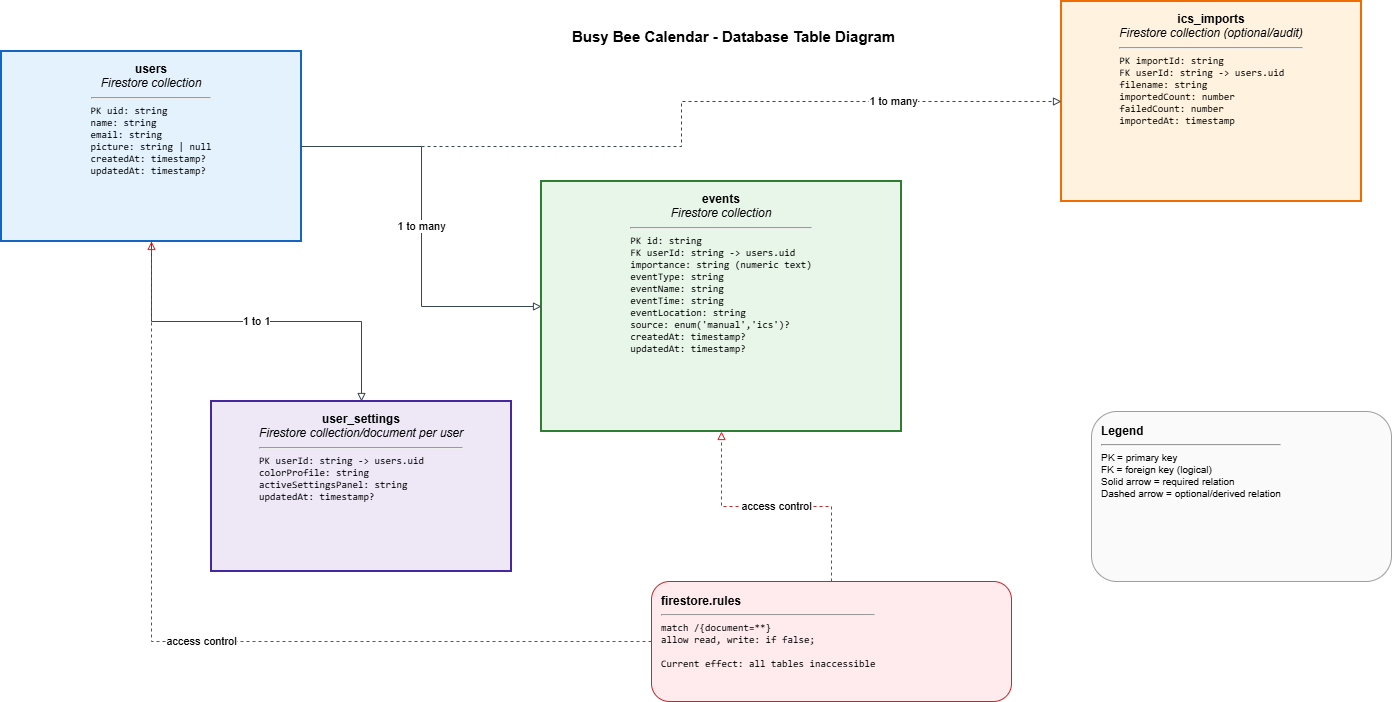 Busy Bee Calendar - Database Table Diagram
users
Firestore collection
PK uid: string
name: string
email: string
picture: string | null
createdAt: timestamp?
updatedAt: timestamp?
ics_imports
Firestore collection (optional/audit)
PK importId: string
FK userId: string -> users.uid
filename: string
importedCount: number
failedCount: number
importedAt: timestamp
1 to many
1 to many
events
Firestore collection
PK id: string
FK userId: string -> users.uid
importance: string (numeric text)
eventType: string
eventName: string
eventTime: string
eventLocation: string
source: enum('manual','ics')?
createdAt: timestamp?
updatedAt: timestamp?
1 to 1
user_settings
Firestore collection/document per user
PK userId: string -> users.uid
colorProfile: string
activeSettingsPanel: string
updatedAt: timestamp?
Legend
PK = primary key
FK = foreign key (logical)
Solid arrow = required relation
Dashed arrow = optional/derived relation
access control
access control
firestore.rules
match /{document=**}
allow read, write: if false;
Current effect: all tables inaccessible